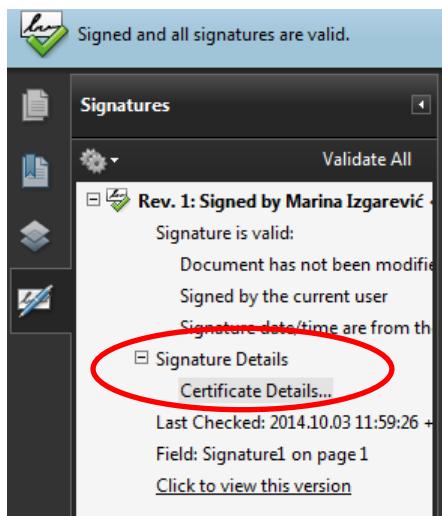 Signed and all signatures are valid.
Signatures
Validate All
Rev. 1: Signed by Marina Izgarević
Signature is valid:
Document has not been modifie
Signed by the current user
Signature date/time are from th
Signature Details
Certificate Details...
Last Checked: 2014.10.03 11:59:26 +
Field: Signature1 on page 1
Click to view this version